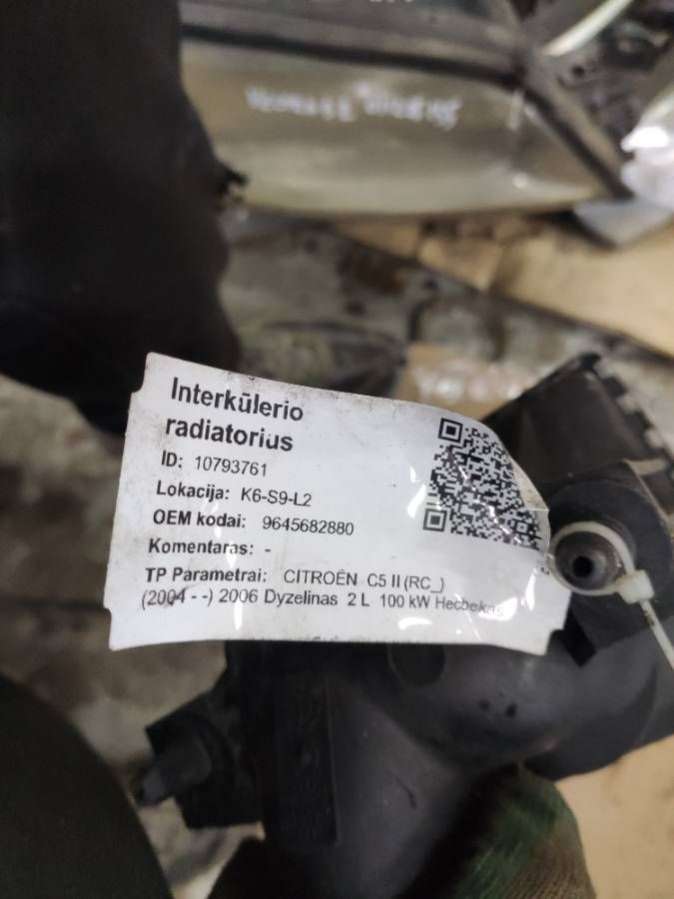 Interkūlerio
radiatorius
ID: 10793761
Lokacija: K6-S9-L2
OEM kodai: 9645682880
Komentaras: -
TP Parametrai: CITROËN C5 II (RC_)
(2004 - -) 2006 Dyzelinas 2 L 100 kW Hečbekas